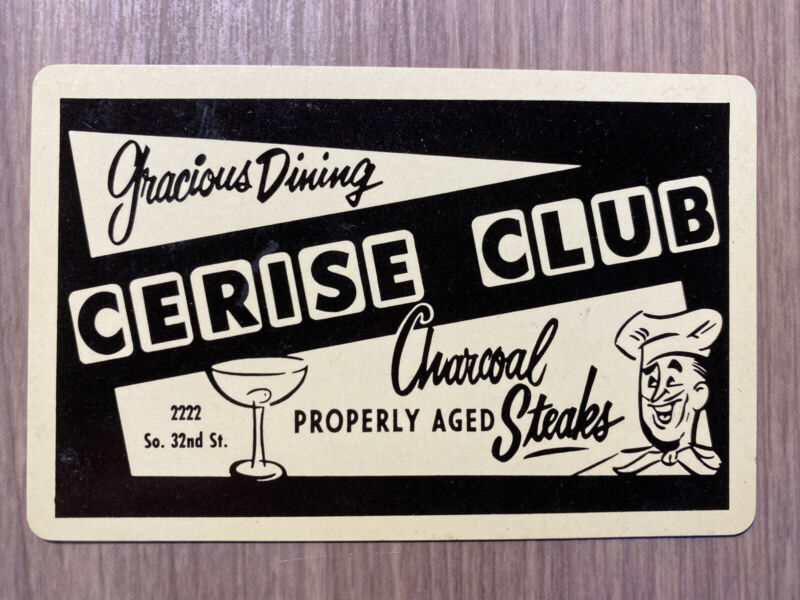 Gracious Dining
CERISE CLUB
Charcoal
PROPERLY AGED Steaks
2222
So. 32nd St.